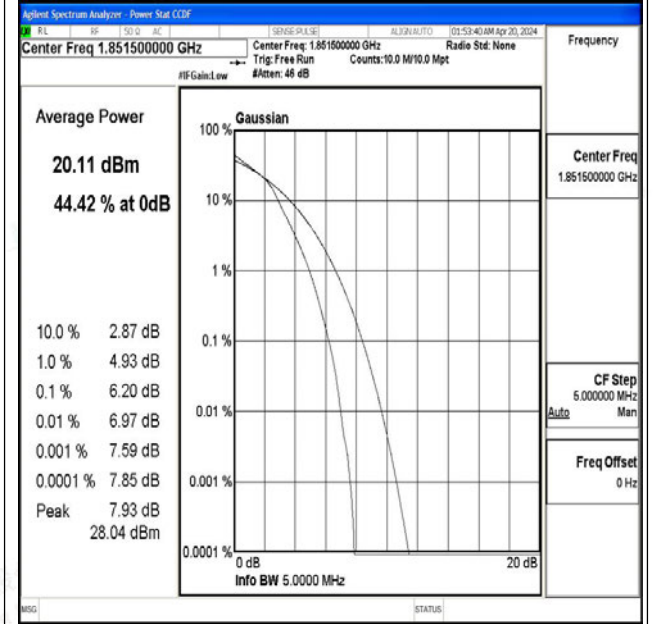 Agilent Spectrum Analyzer - Power Stat CCDF
RL RF 50 Ω AC SENSE:PULSE ALIGN AUTO 01:53:40 AM Apr 20, 2024
Center Freq 1.851500000 GHz
Center Freq: 1.851500000 GHz Radio Std: None
Trig: Free Run Counts:10.0 M/10.0 Mpt
#IFGain:Low #Atten: 46 dB
Frequency
Average Power
20.11 dBm
44.42 % at 0dB
10.0 % 2.87 dB
1.0 % 4.93 dB
0.1 % 6.20 dB
0.01 % 6.97 dB
0.001 % 7.59 dB
0.0001 % 7.85 dB
Peak 7.93 dB
28.04 dBm
Gaussian
100 %
10 %
1 %
0.1 %
0.01 %
0.001 %
0.0001 %
0 dB 20 dB
Info BW 5.0000 MHz
Center Freq
1.851500000 GHz
CF Step
5.000000 MHz
Auto Man
Freq Offset
0 Hz
MSG STATUS